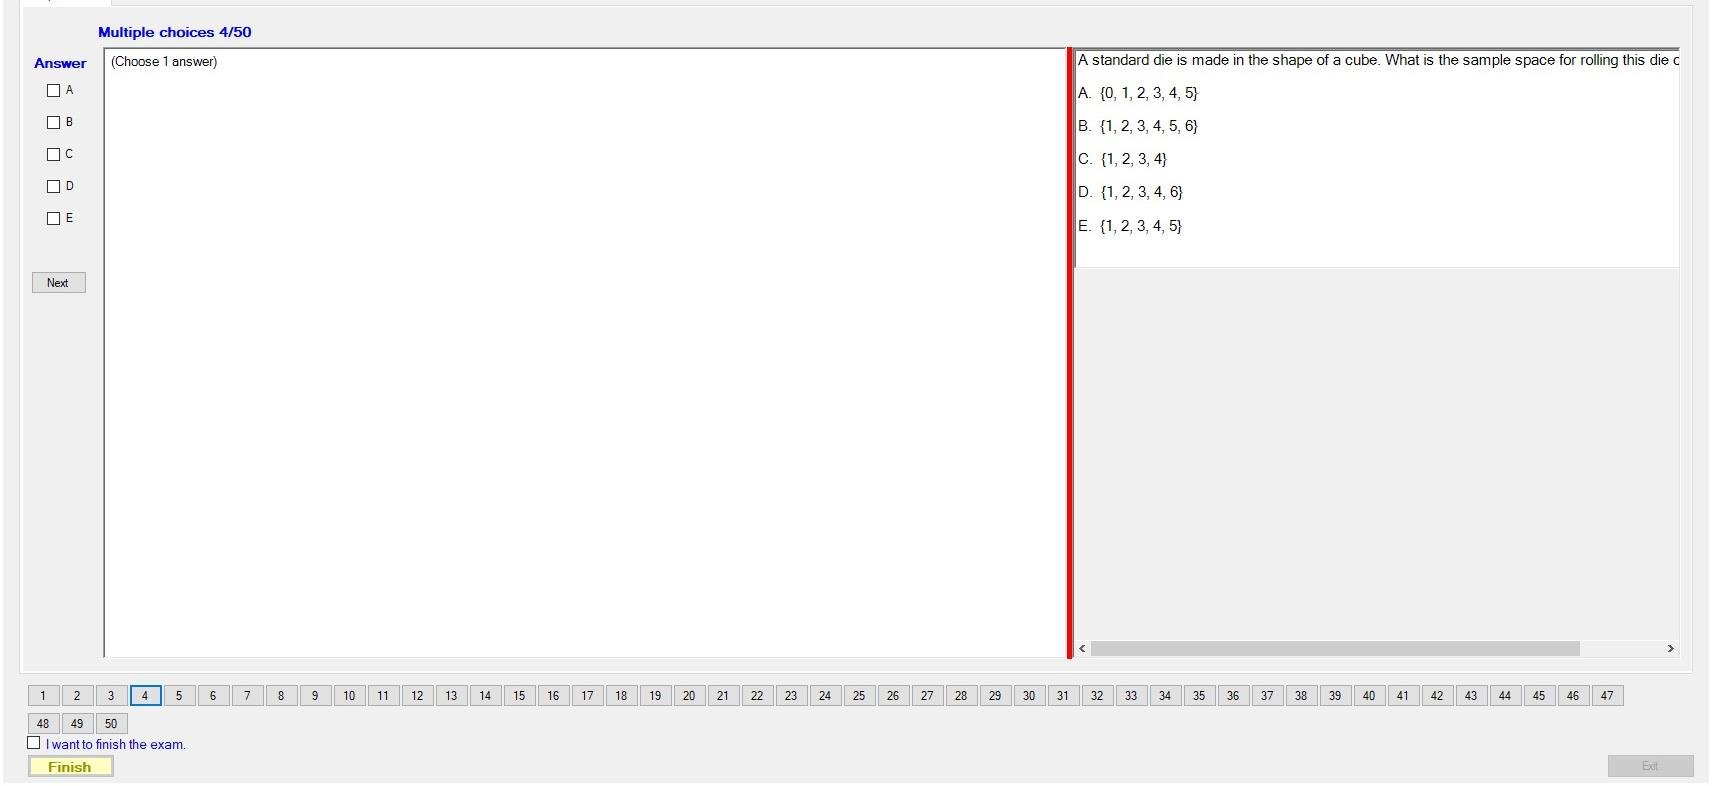 Multiple choices 4/50
Answer
(Choose 1 answer)
A
B
C
D
E
Next
A standard die is made in the shape of a cube. What is the sample space for rolling this die
A. {0, 1, 2, 3, 4, 5}
B. {1, 2, 3, 4, 5, 6}
C. {1, 2, 3, 4}
D. {1, 2, 3, 4, 6}
E. {1, 2, 3, 4, 5}
1 2 3 4 5 6 7 8 9 10 11 12 13 14 15 16 17 18 19 20 21 22 23 24 25 26 27 28 29 30 31 32 33 34 35 36 37 38 39 40 41 42 43 44 45 46 47
48 49 50
I want to finish the exam.
Finish
Exit